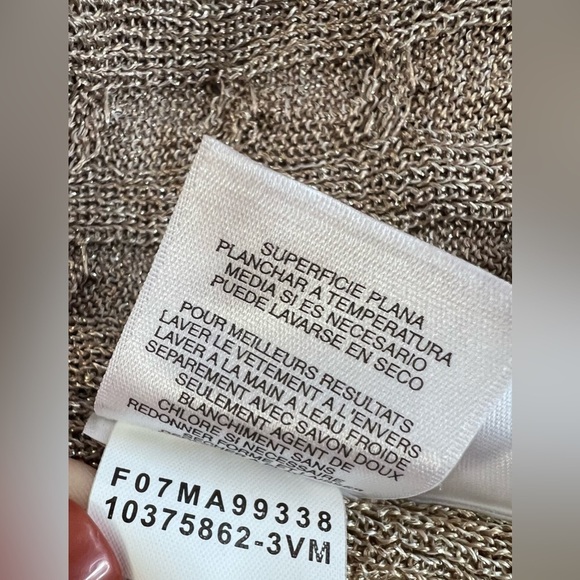 SUPERFICIE PLANA
PLANCHAR A TEMPERATURA
MEDIA SI ES NECESARIO
PUEDE LAVARSE EN SECO
POUR MEILLEURS RESULTATS
LAVER LE VETEMENT A L'ENVERS
LAVER A LA MAIN A L'EAU FROIDE
SEPAREMENT AVEC SAVON DOUX
SEULEMENT AGENT DE
BLANCHIMENT SANS
CHLORE SI NECESSAIRE
REDONNER
F07MA99338
10375862-3VM